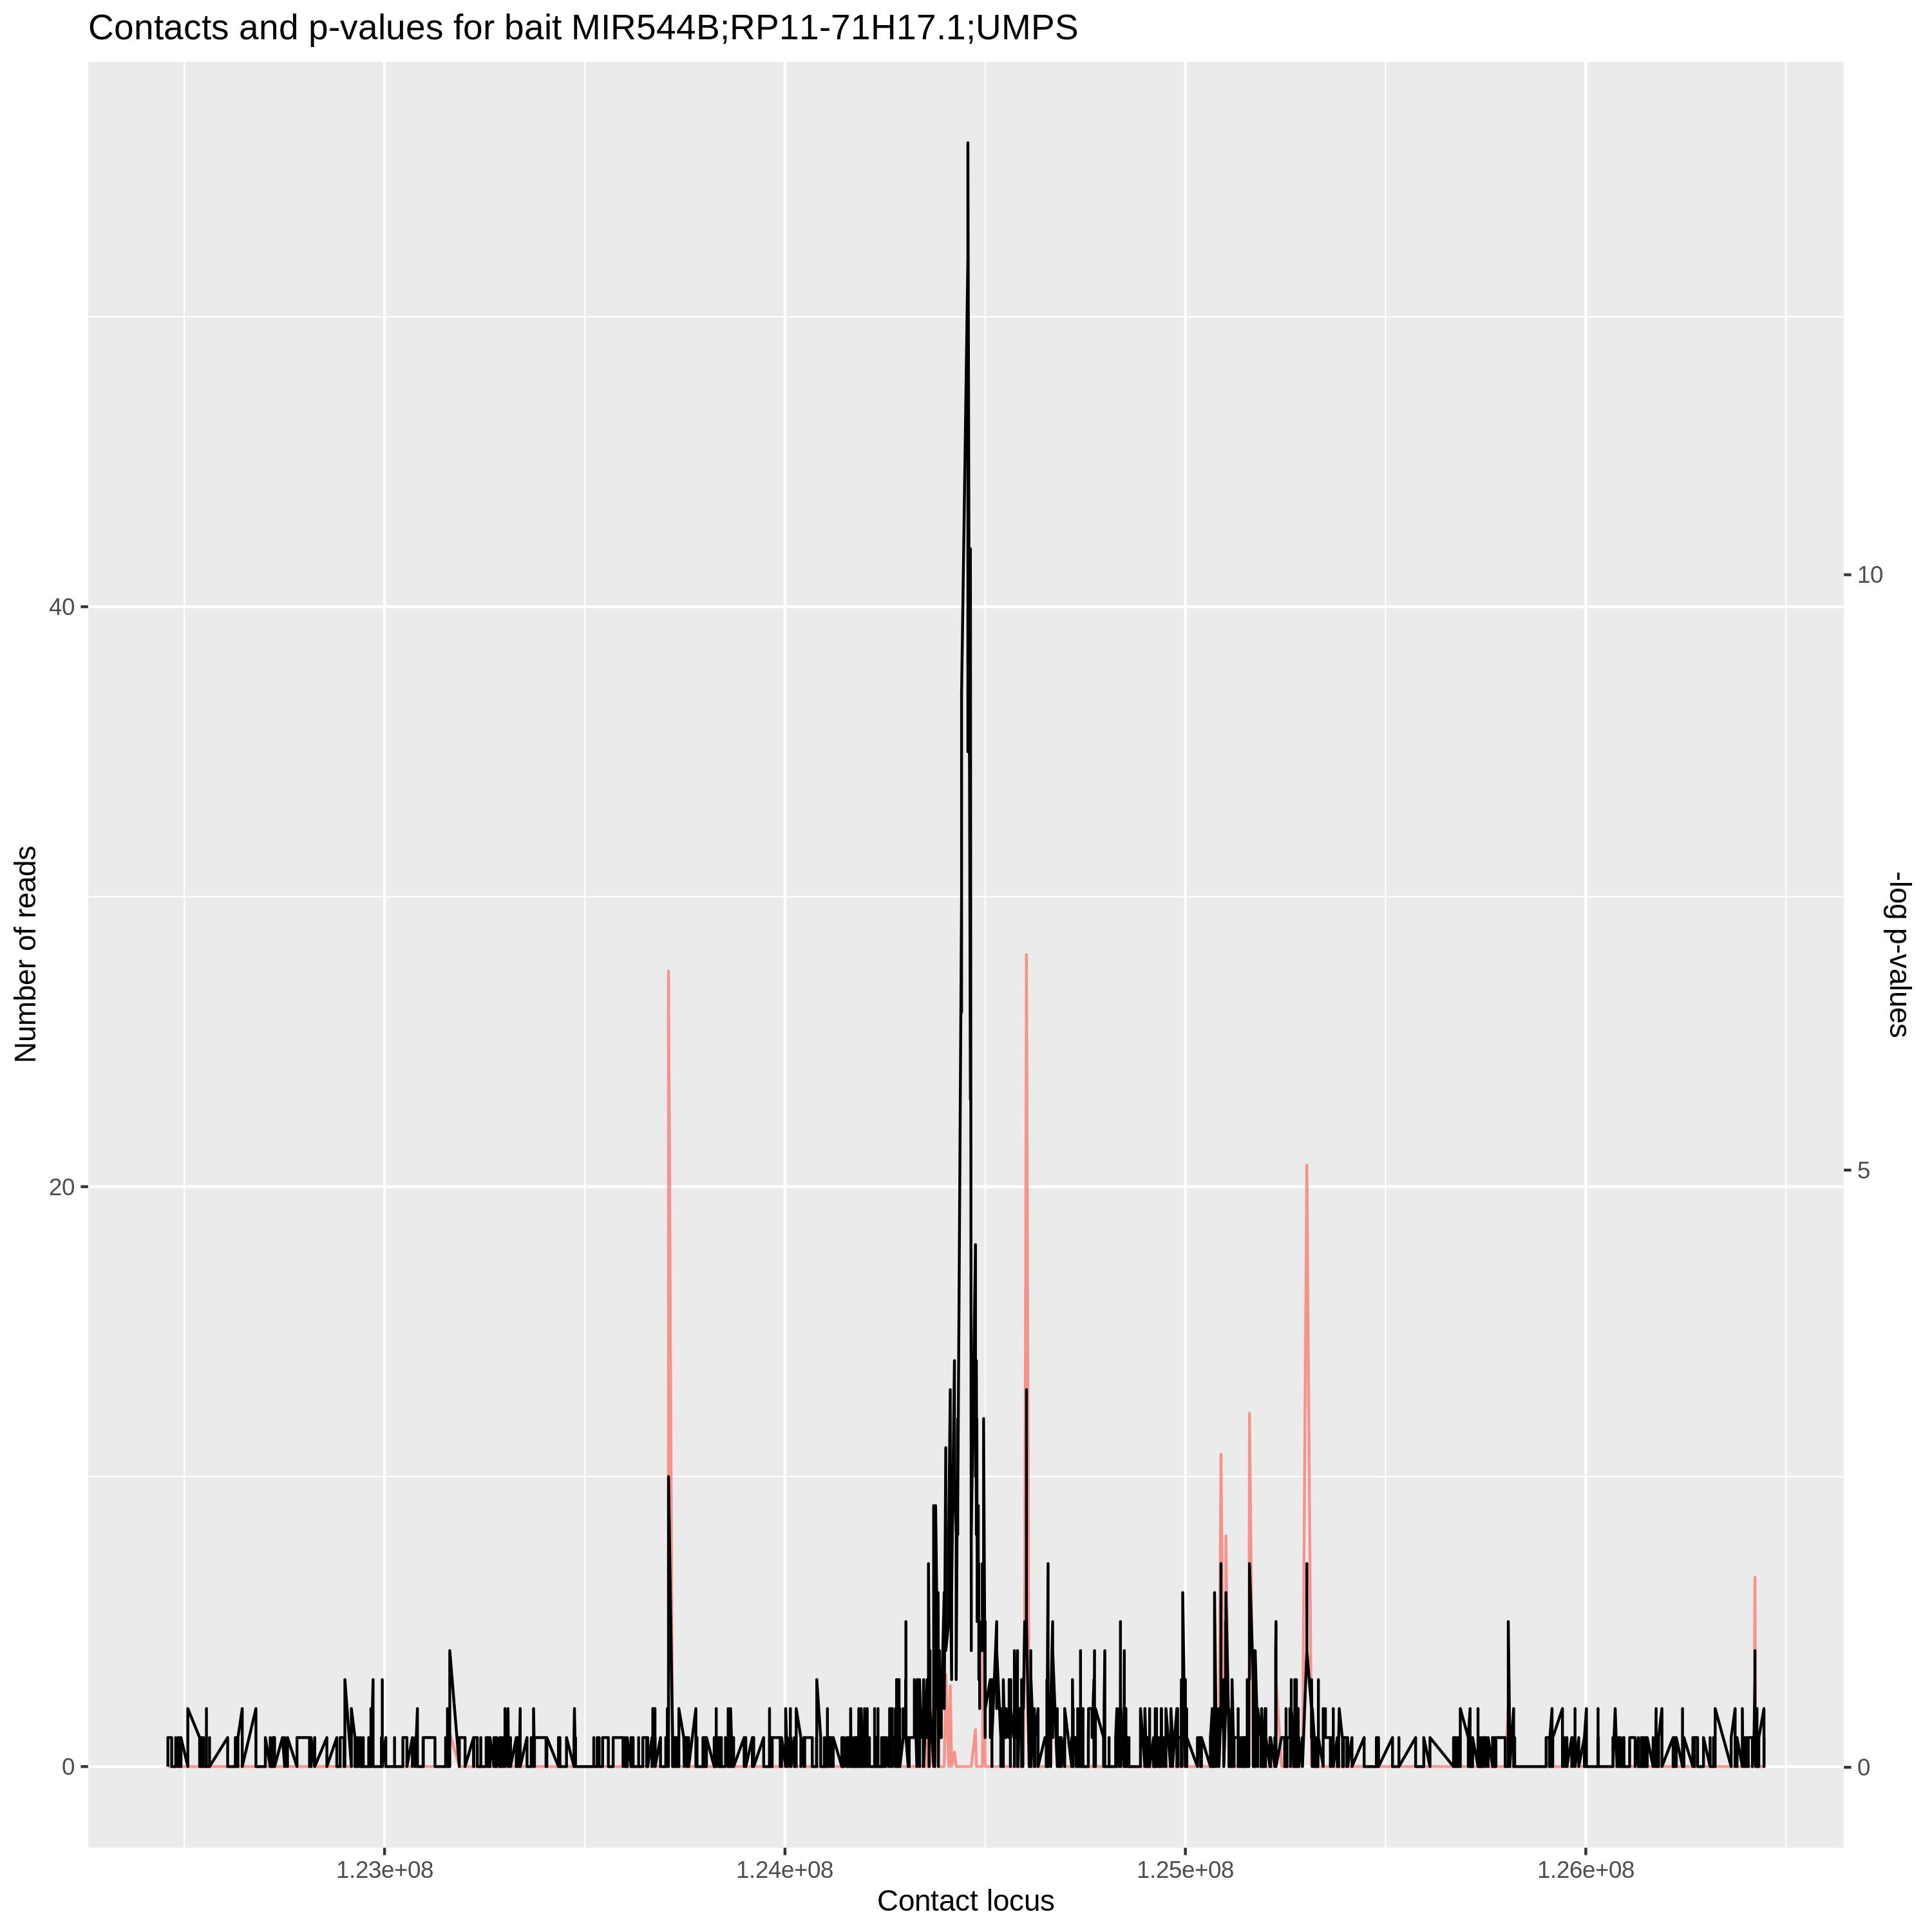 Contacts and p-values for bait MIR544B;RP11-71H17.1;UMPS
Number of reads
40
20
0
10
5
0
-log p-values
1.23e+08
1.24e+08
1.25e+08
1.26e+08
Contact locus